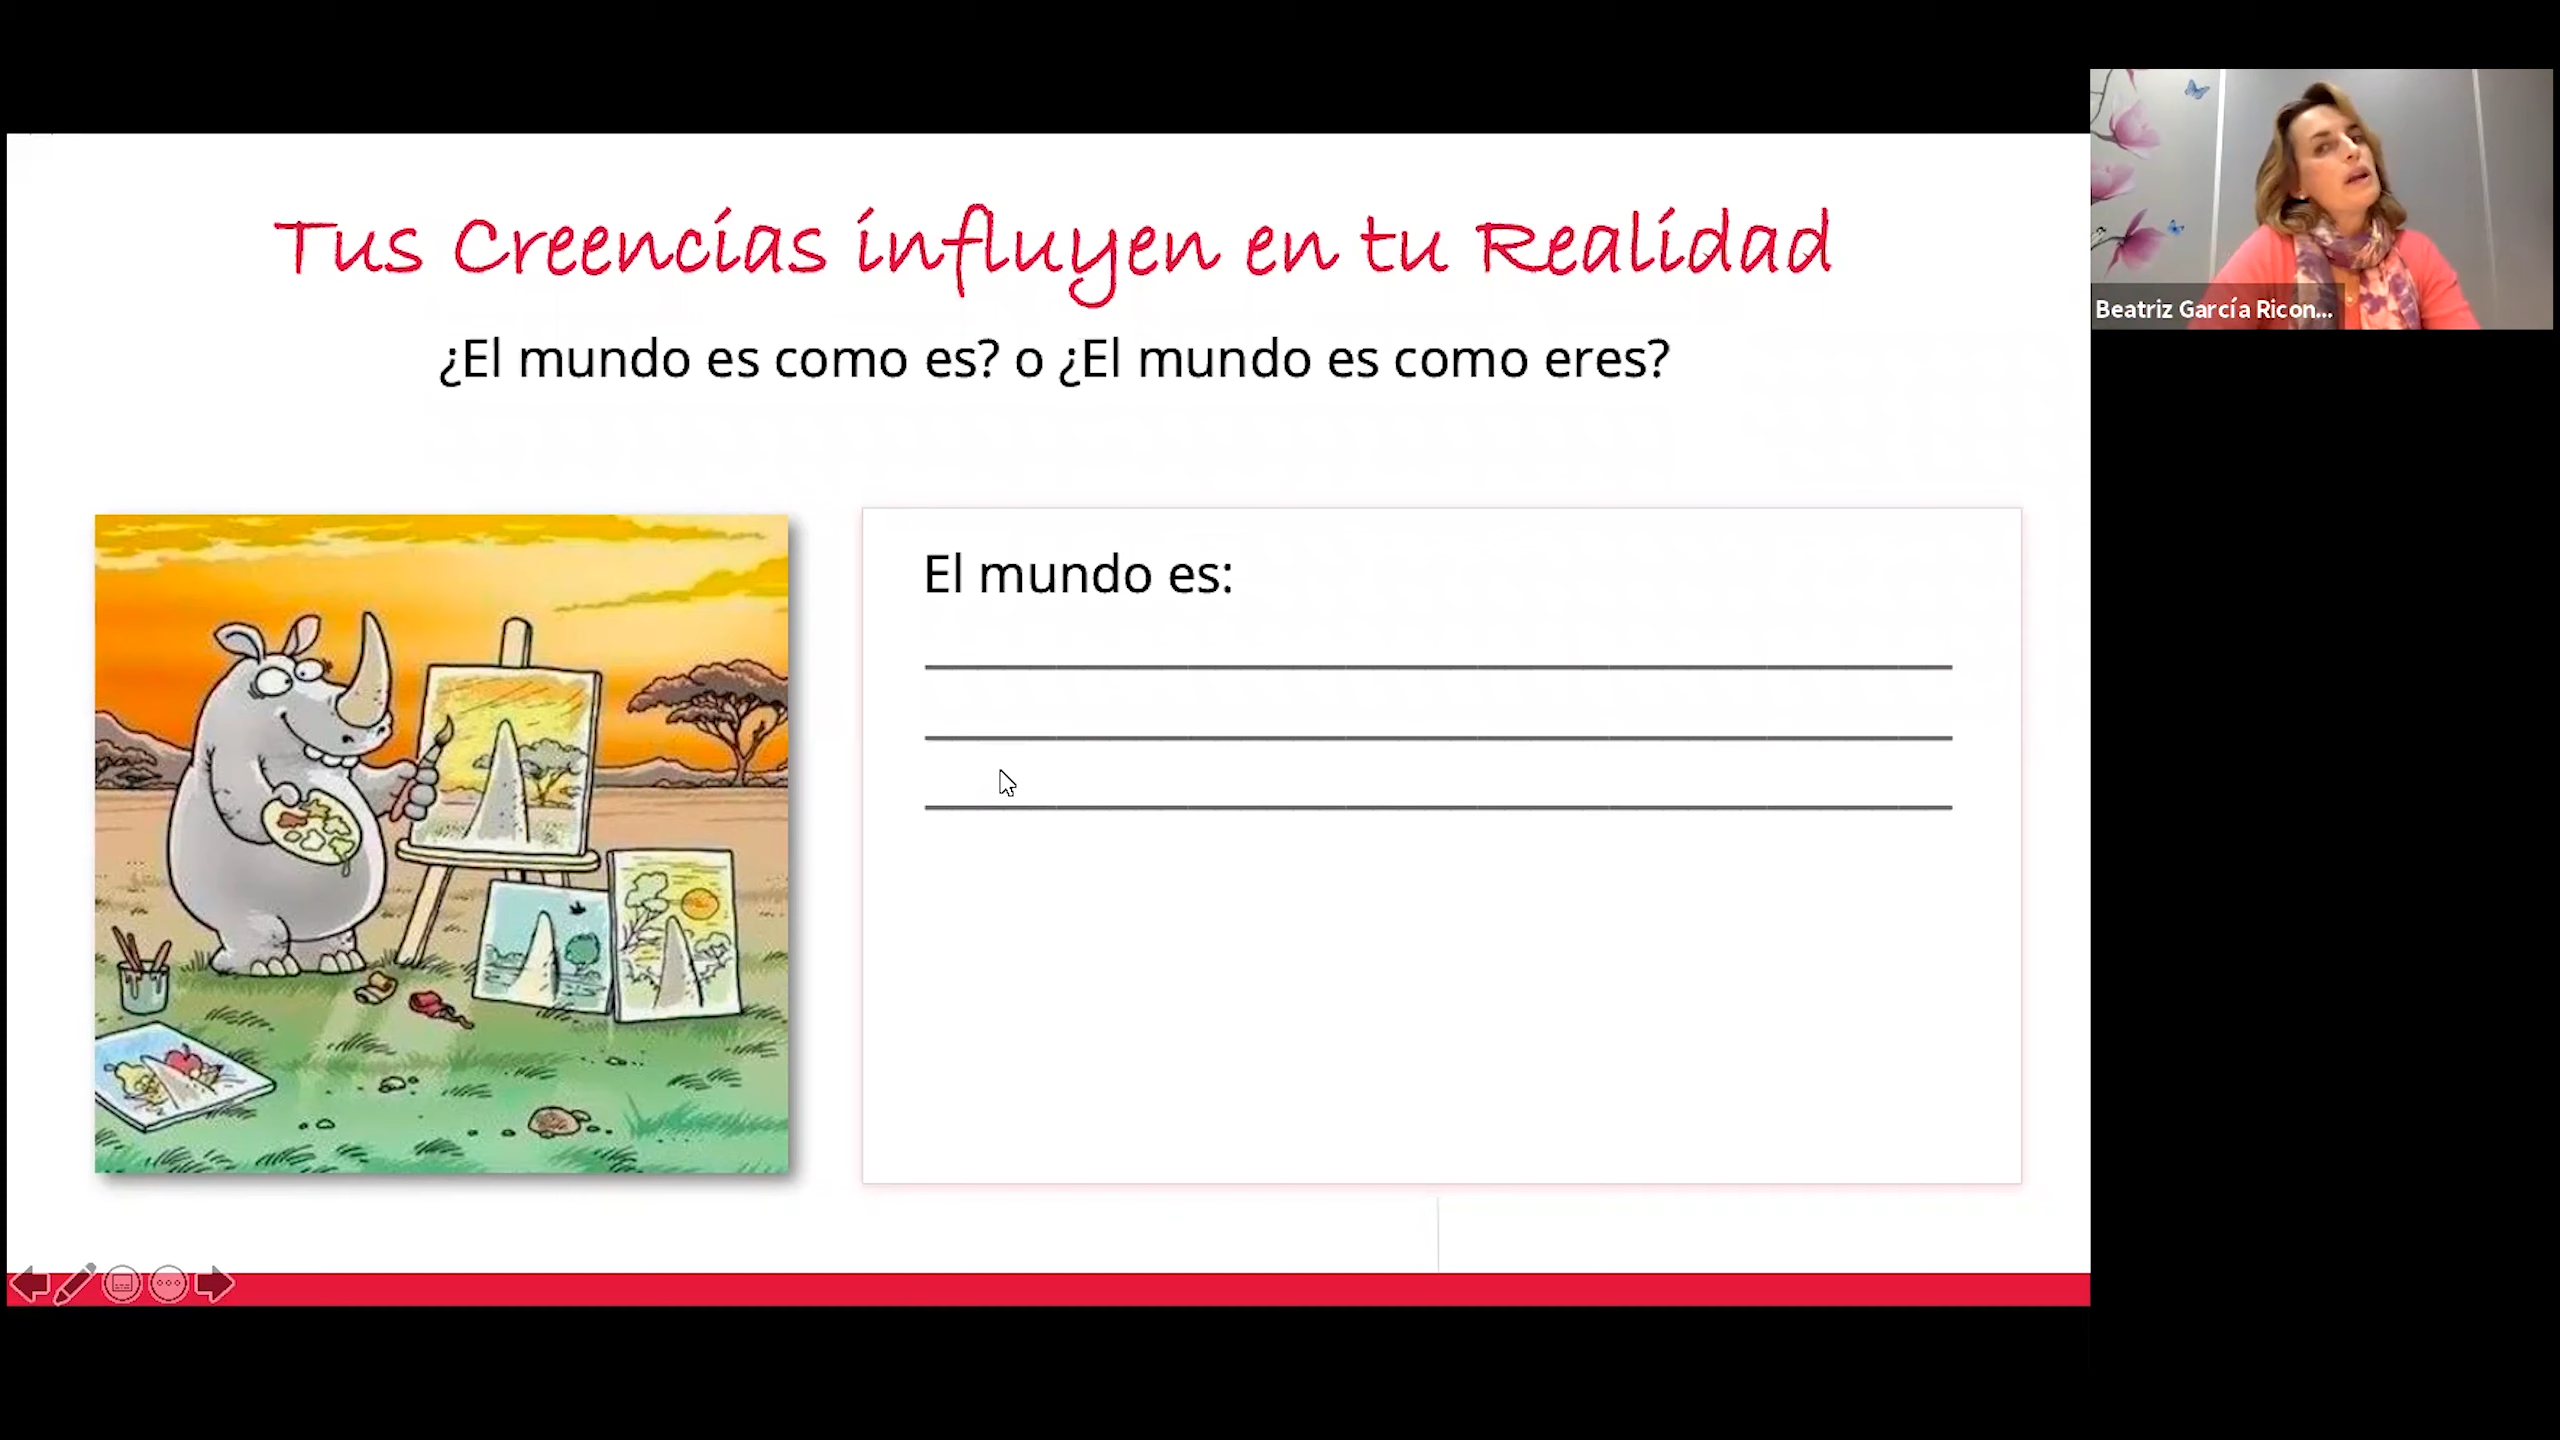 Tus Creencias influyen en tu Realidad
¿El mundo es como es? o ¿El mundo es como eres?
El mundo es:
Beatriz García Ricon...